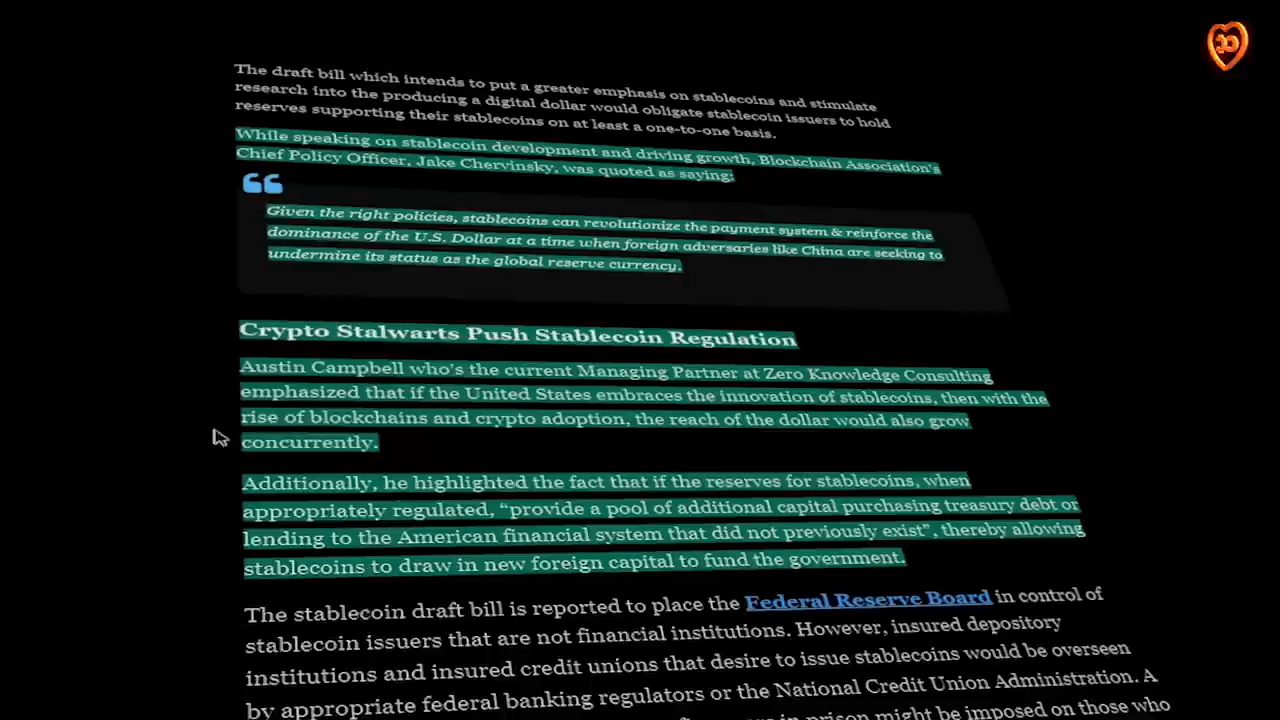 The draft bill which intends to put a greater emphasis on stablecoins and stimulate
research into the producing a digital dollar would obligate stablecoin issuers to hold
reserves supporting their stablecoins on at least a one-to-one basis.
While speaking on stablecoin development and driving growth, Blockchain Association's
Chief Policy Officer, Jake Chervinsky, was quoted as saying:
Given the right policies, stablecoins can revolutionize the payment system & reinforce the
dominance of the U.S. Dollar at a time when foreign adversaries like China are seeking to
undermine its status as the global reserve currency.
Crypto Stalwarts Push Stablecoin Regulation
Austin Campbell who's the current Managing Partner at Zero Knowledge Consulting
emphasized that if the United States embraces the innovation of stablecoins, then with the
rise of blockchains and crypto adoption, the reach of the dollar would also grow
concurrently.
Additionally, he highlighted the fact that if the reserves for stablecoins, when
appropriately regulated, “provide a pool of additional capital purchasing treasury debt or
lending to the American financial system that did not previously exist”, thereby allowing
stablecoins to draw in new foreign capital to fund the government.
The stablecoin draft bill is reported to place the Federal Reserve Board in control of
stablecoin issuers that are not financial institutions. However, insured depository
institutions and insured credit unions that desire to issue stablecoins would be overseen
by appropriate federal banking regulators or the National Credit Union Administration. A
in prison might be imposed on those who